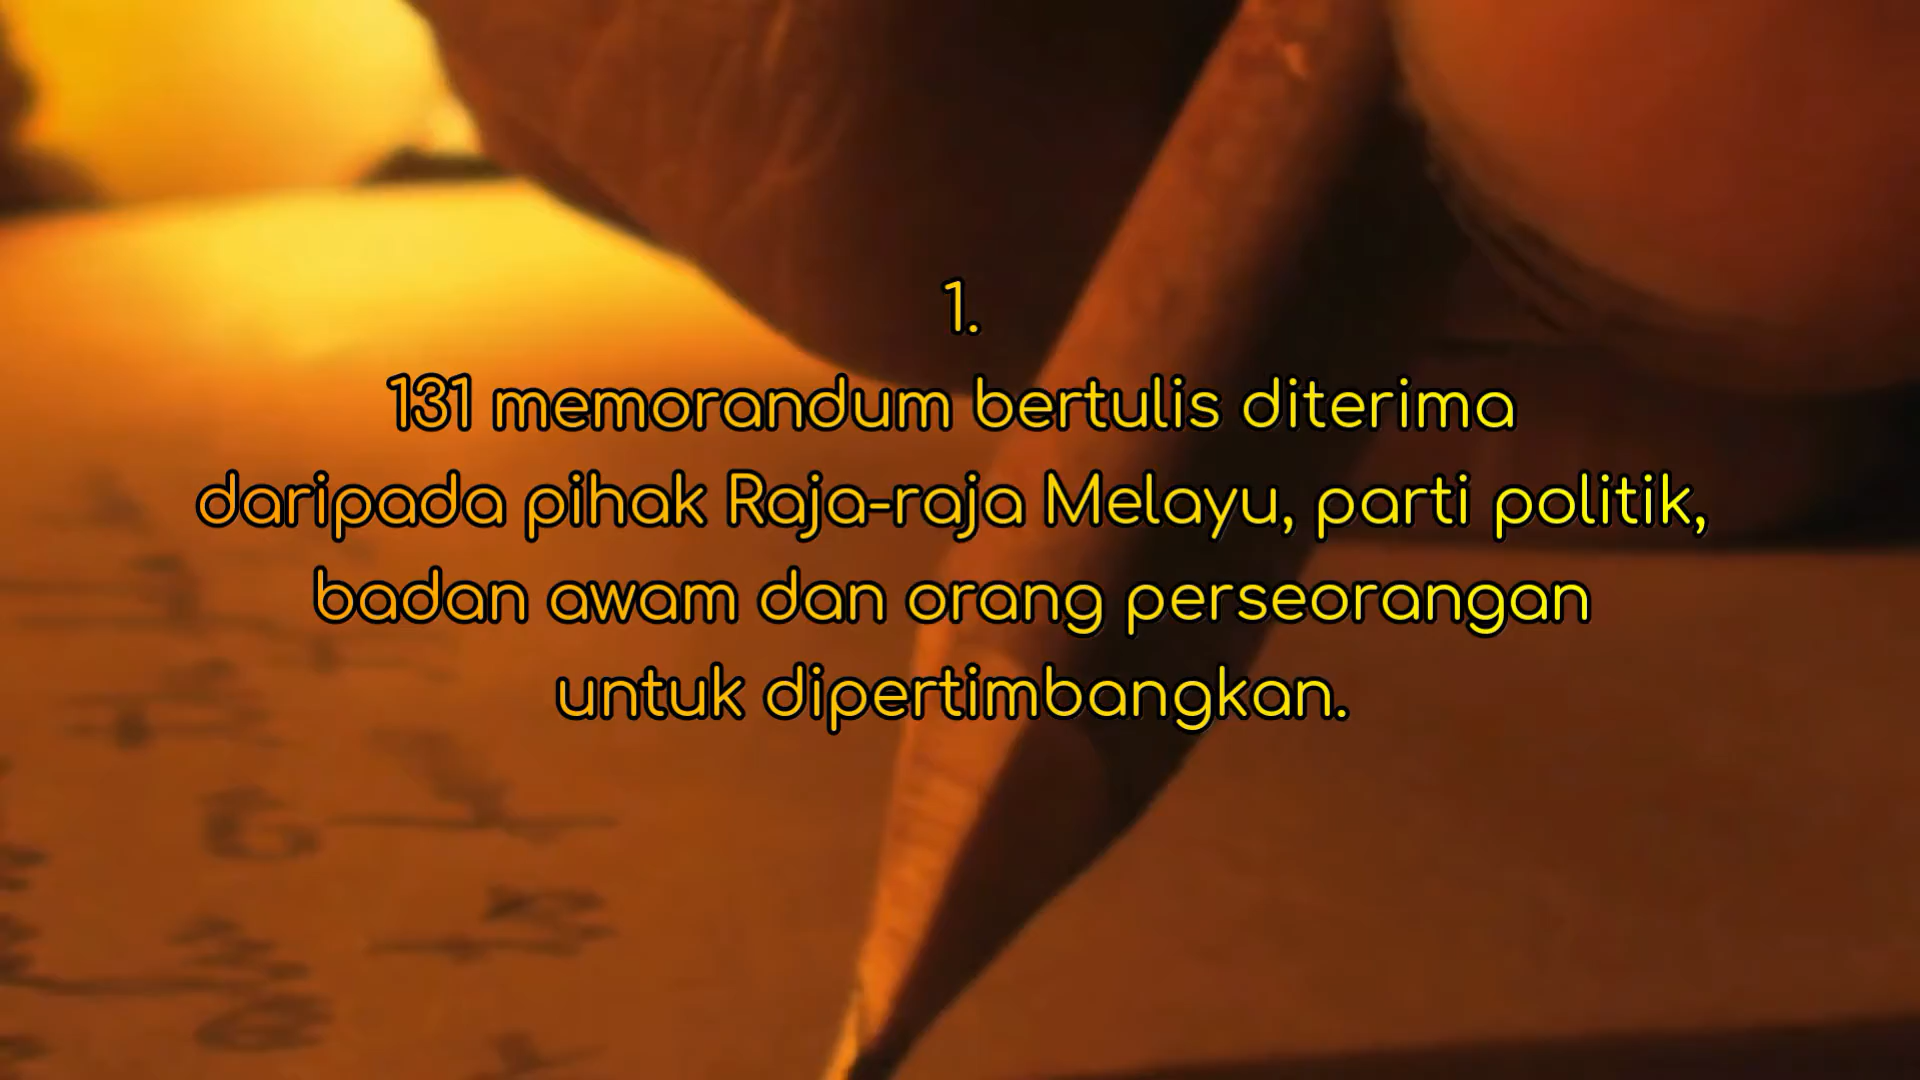 1.
131 memorandum bertulis diterima
daripada pihak Raja-raja Melayu, parti politik,
badan awam dan orang perseorangan
untuk dipertimbangkan.